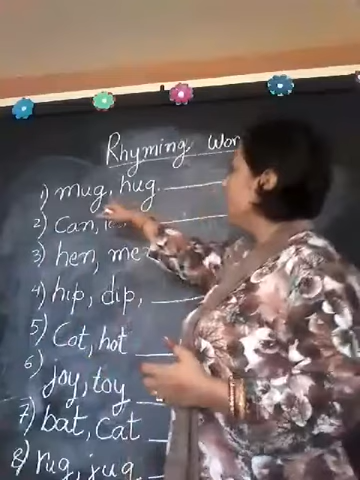 Rhyming Wor
1) mug, hug.
2) Can,
3) hen, me
4) hip, dip,
5) Cot, hot
6) joy, toy
7) bat, Cat
8) rug, jug